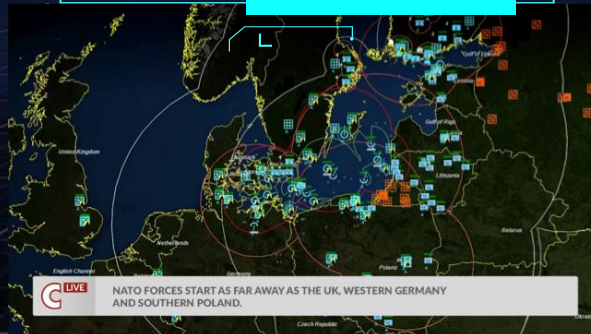 Gulf of Riga
United Kingdom
Lithuania
Belarus
Netherlands
English Channel
Germany
Poland
C LIVE
NATO FORCES START AS FAR AWAY AS THE UK, WESTERN GERMANY
AND SOUTHERN POLAND.
Czech Republic